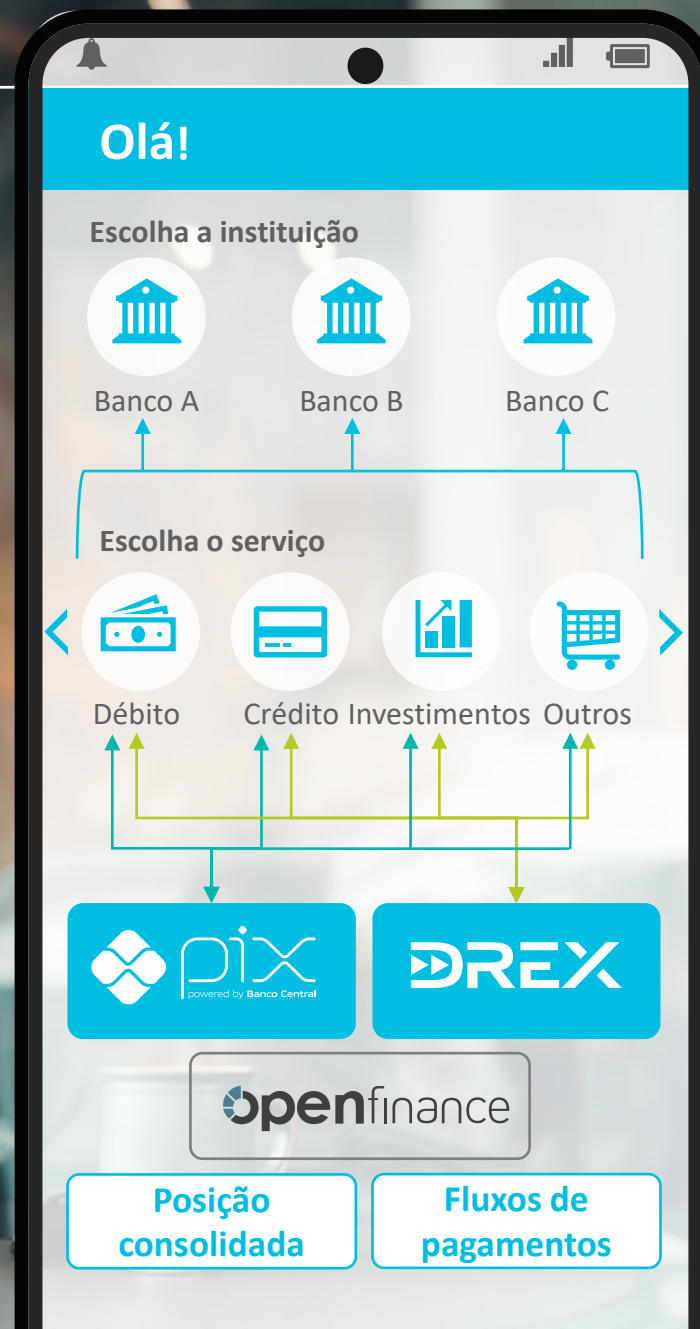 Olá!
Escolha a instituição
Banco A Banco B Banco C
Escolha o serviço
Débito Crédito Investimentos Outros
pix
powered by Banco Central
DREX
openfinance
Posição
consolidada
Fluxos de
pagamentos